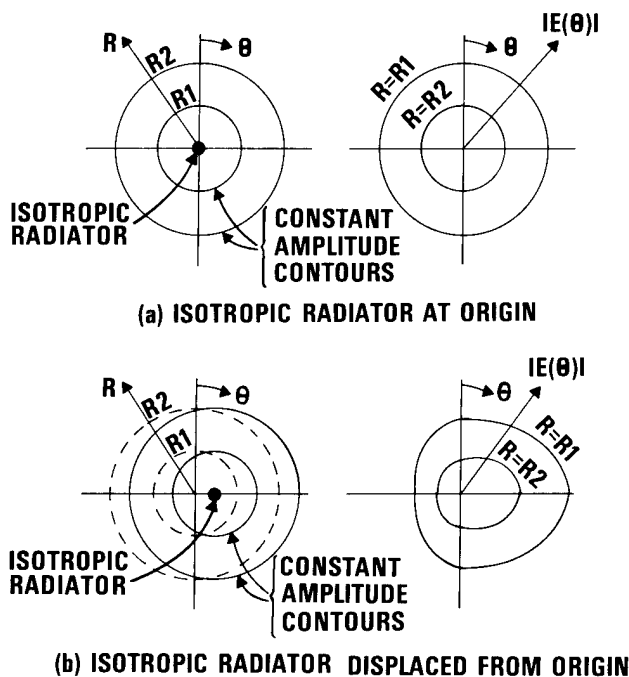 R
R2
R1
θ
ISOTROPIC
RADIATOR
CONSTANT
AMPLITUDE
CONTOURS
θ
|E(θ)|
R=R1
R=R2
(a) ISOTROPIC RADIATOR AT ORIGIN
R
R2
R1
θ
ISOTROPIC
RADIATOR
CONSTANT
AMPLITUDE
CONTOURS
θ
|E(θ)|
R=R1
R=R2
(b) ISOTROPIC RADIATOR DISPLACED FROM ORIGIN